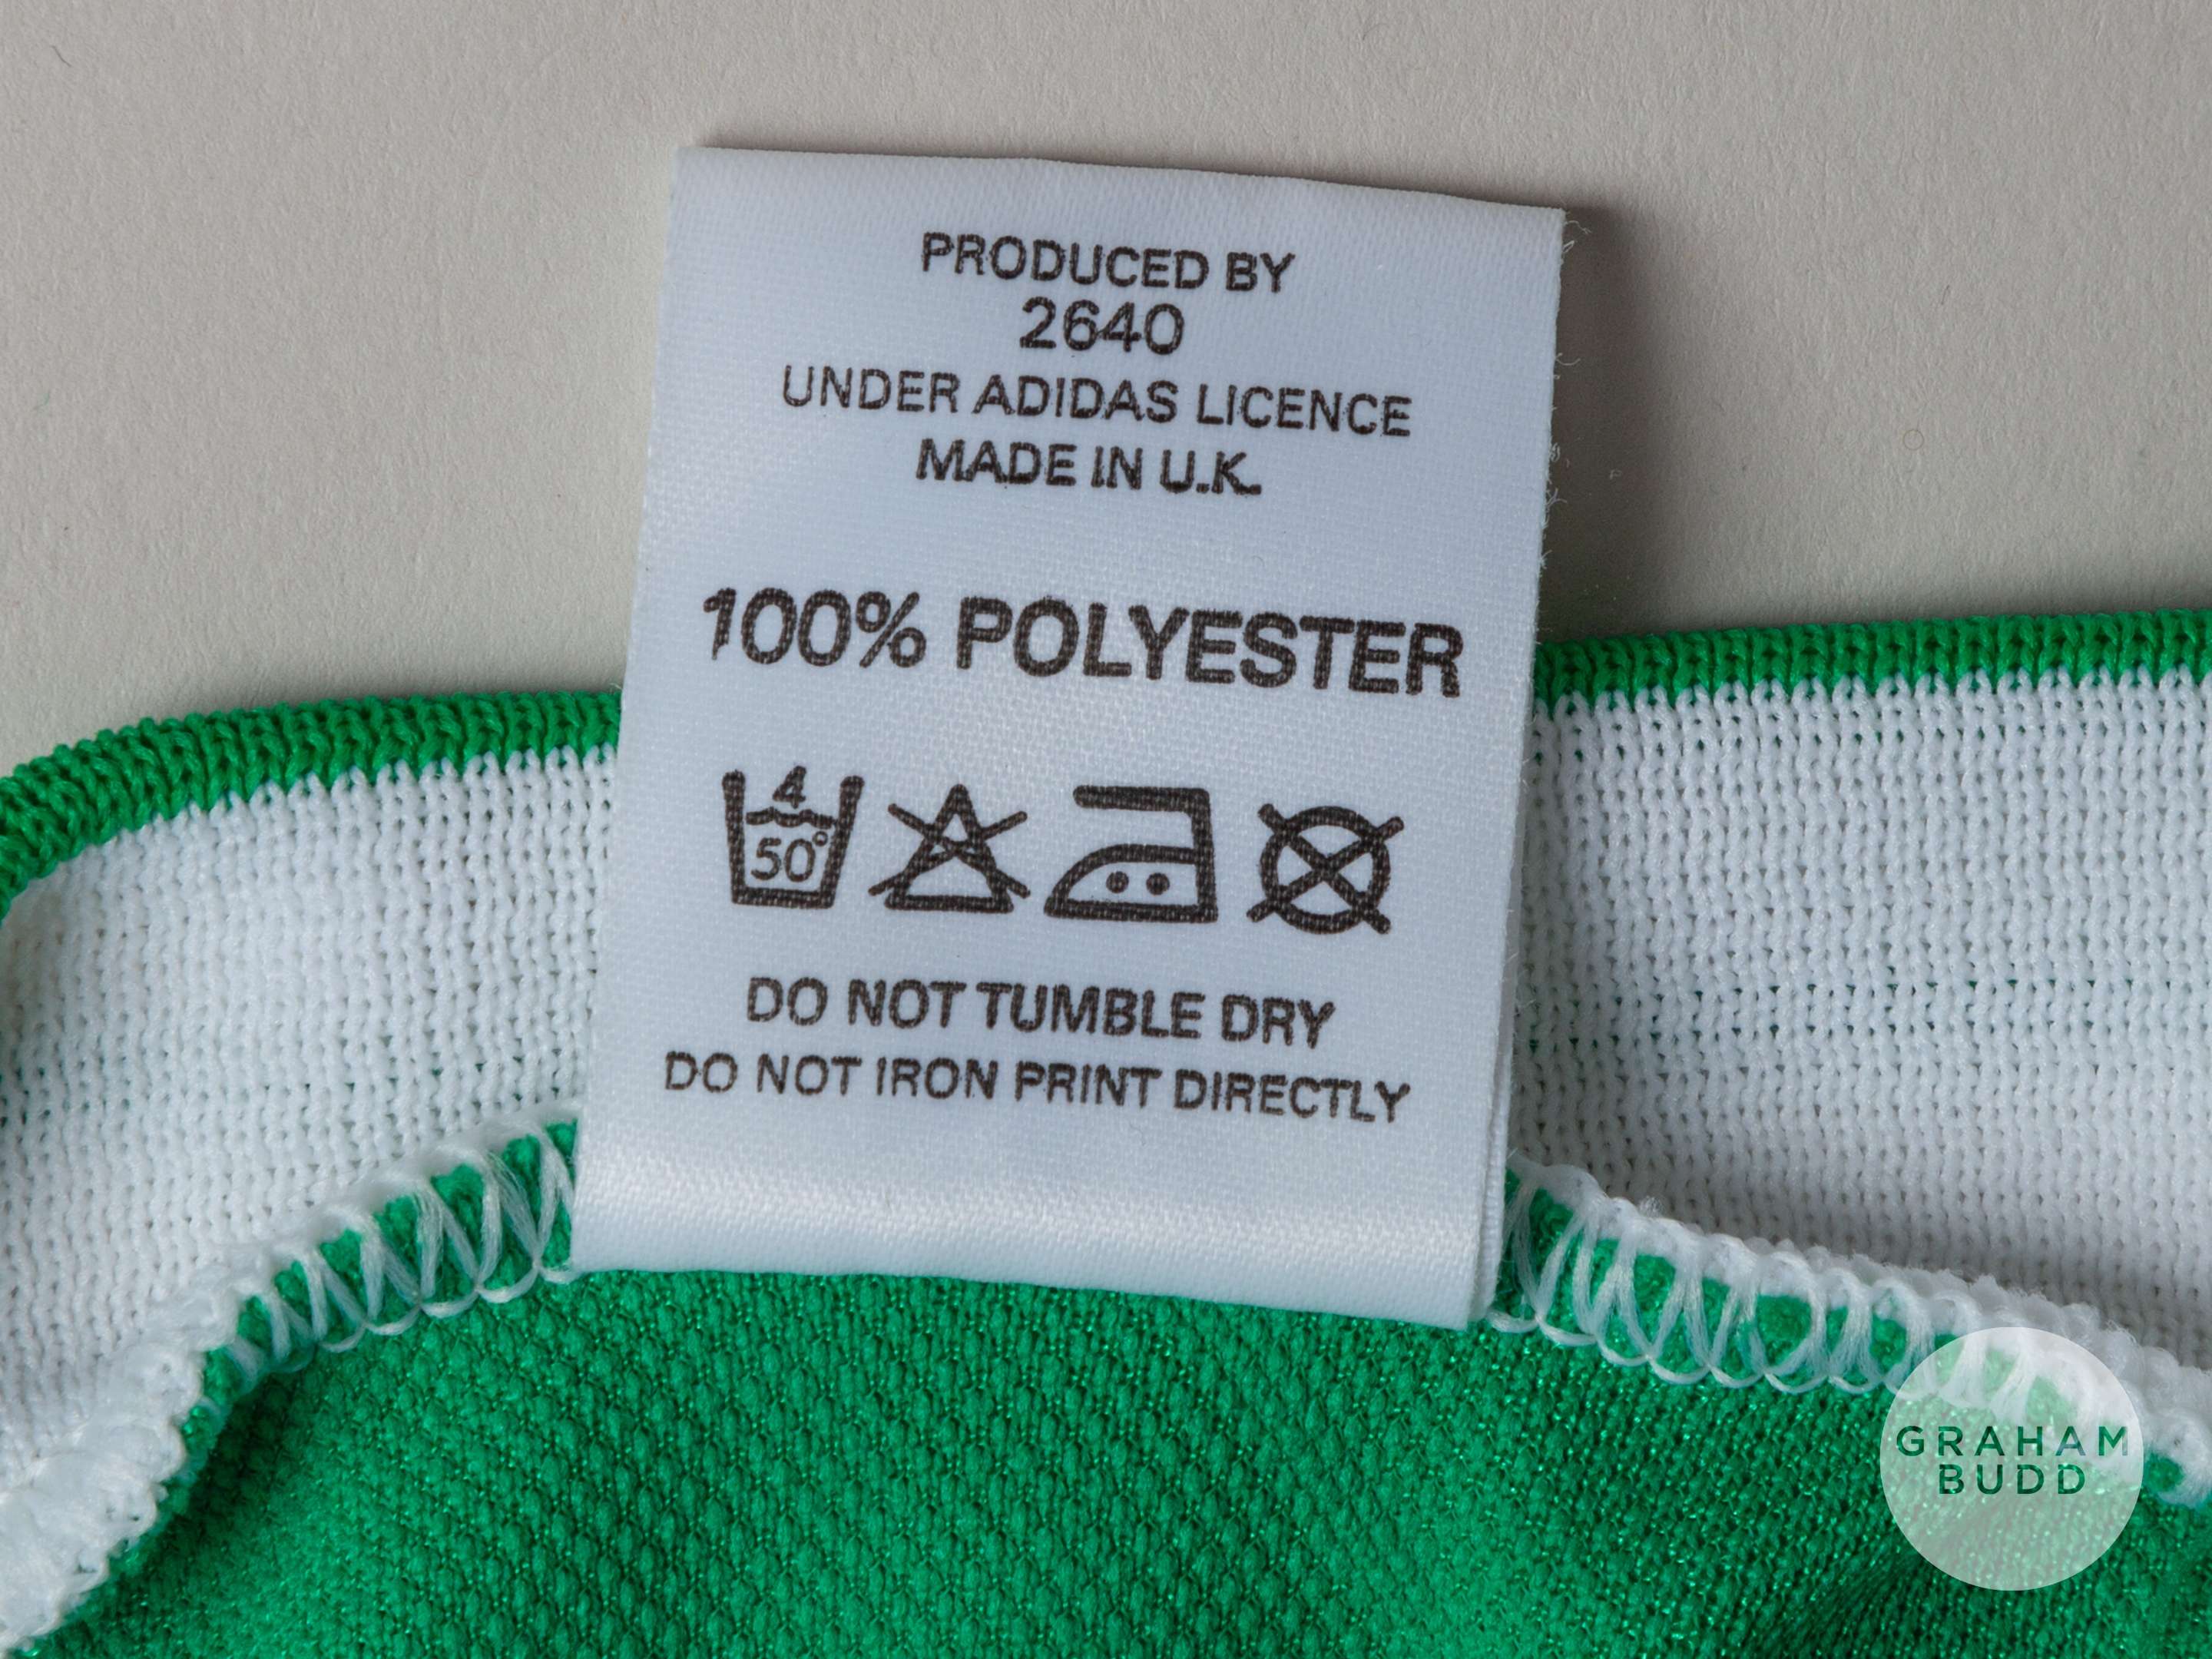 PRODUCED BY
2640
UNDER ADIDAS LICENCE
MADE IN U.K.
100% POLYESTER
4
50°
DO NOT TUMBLE DRY
DO NOT IRON PRINT DIRECTLY
GRAHAM
BUDD